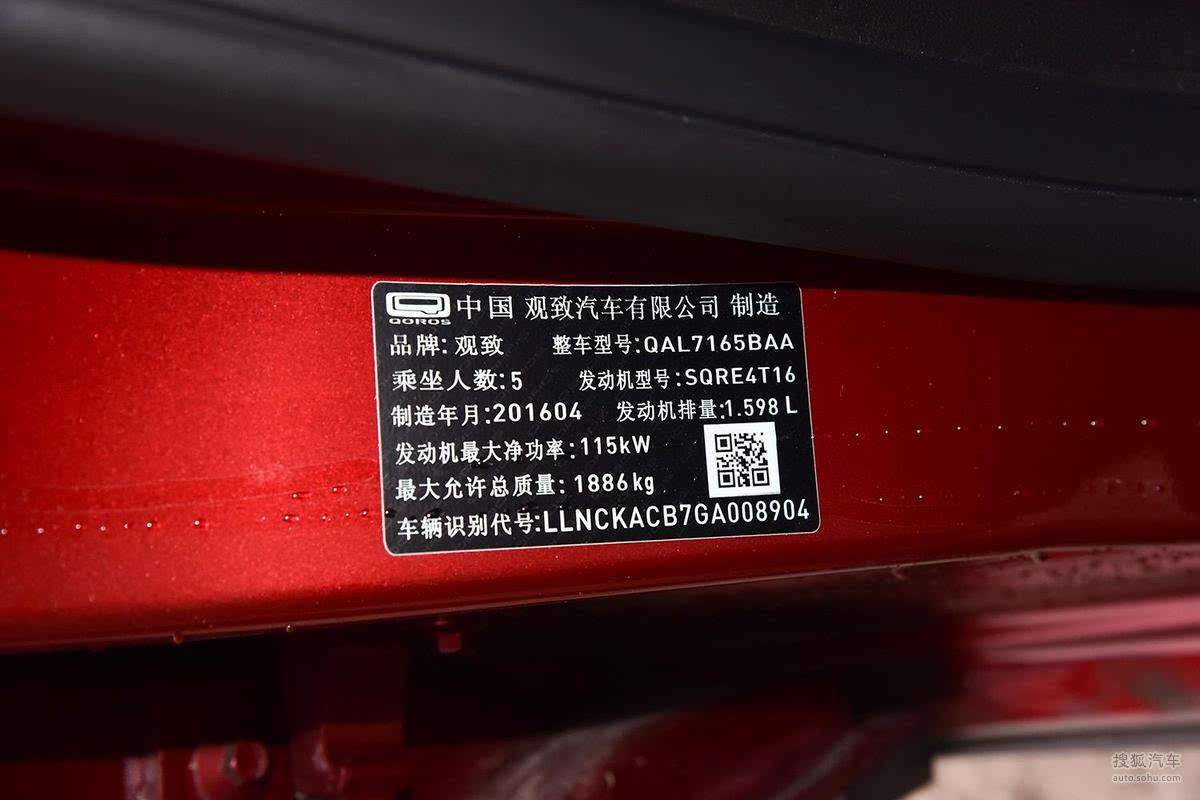 QOROS 中国 观致汽车有限公司 制造
品牌:观致 整车型号:QAL7165BAA
乘坐人数:5 发动机型号:SQRE4T16
制造年月:201604 发动机排量:1.598 L
发动机最大净功率:115kW
最大允许总质量:1886kg
车辆识别代号:LLNCKACB7GA008904
搜狐汽车
auto.sohu.com